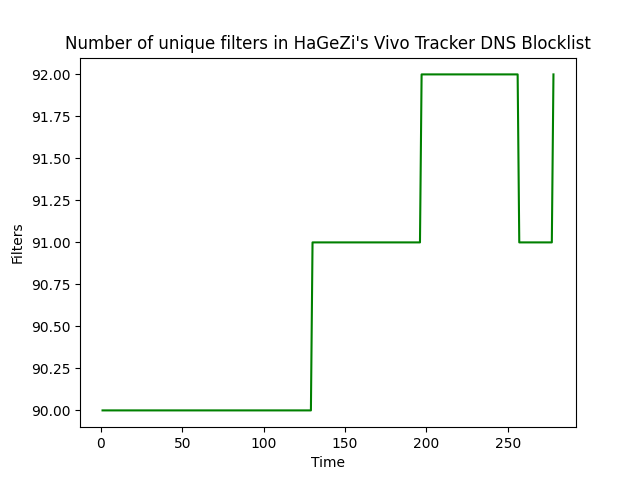 Number of unique filters in HaGeZi's Vivo Tracker DNS Blocklist
92.00
91.75
91.50
91.25
91.00
90.75
90.50
90.25
90.00
Filters
0 50 100 150 200 250
Time